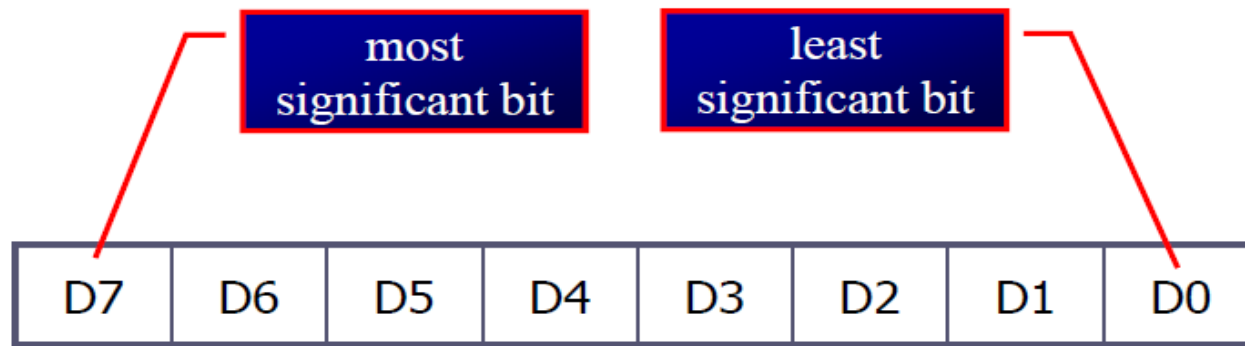 most
significant bit
least
significant bit
D7 D6 D5 D4 D3 D2 D1 D0